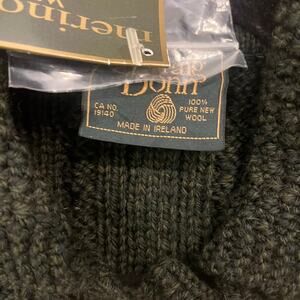 merino
W
Donn
CA NO. 19140
100% PURE NEW WOOL
MADE IN IRELAND